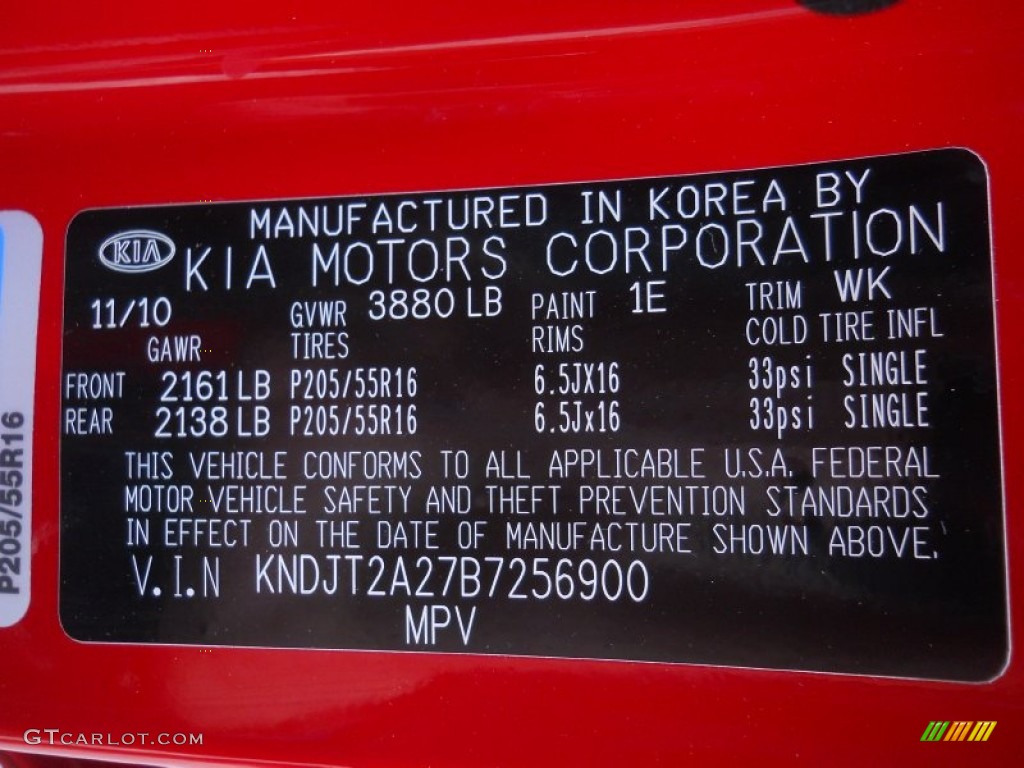 MANUFACTURED IN KOREA BY
KIA KIA MOTORS CORPORATION
11/10 GVWR 3880 LB PAINT 1E TRIM WK
GAWR TIRES RIMS COLD TIRE INFL
FRONT 2161 LB P205/55R16 6.5JX16 33psi SINGLE
REAR 2138 LB P205/55R16 6.5Jx16 33psi SINGLE
THIS VEHICLE CONFORMS TO ALL APPLICABLE U.S.A. FEDERAL
MOTOR VEHICLE SAFETY AND THEFT PREVENTION STANDARDS
IN EFFECT ON THE DATE OF MANUFACTURE SHOWN ABOVE.
V.I.N KNDJT2A27B7256900
MPV
P205/55R16
GTCARLOT.COM